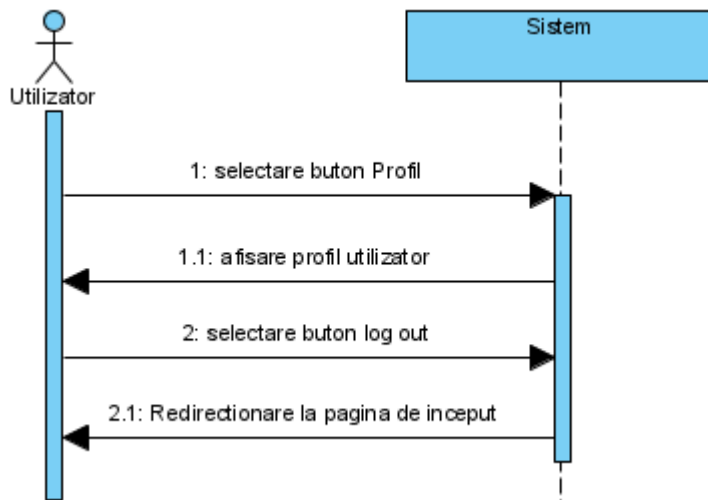 Sistem
Utilizator
1: selectare buton Profil
1.1: afisare profil utilizator
2: selectare buton log out
2.1: Redirectionare la pagina de inceput